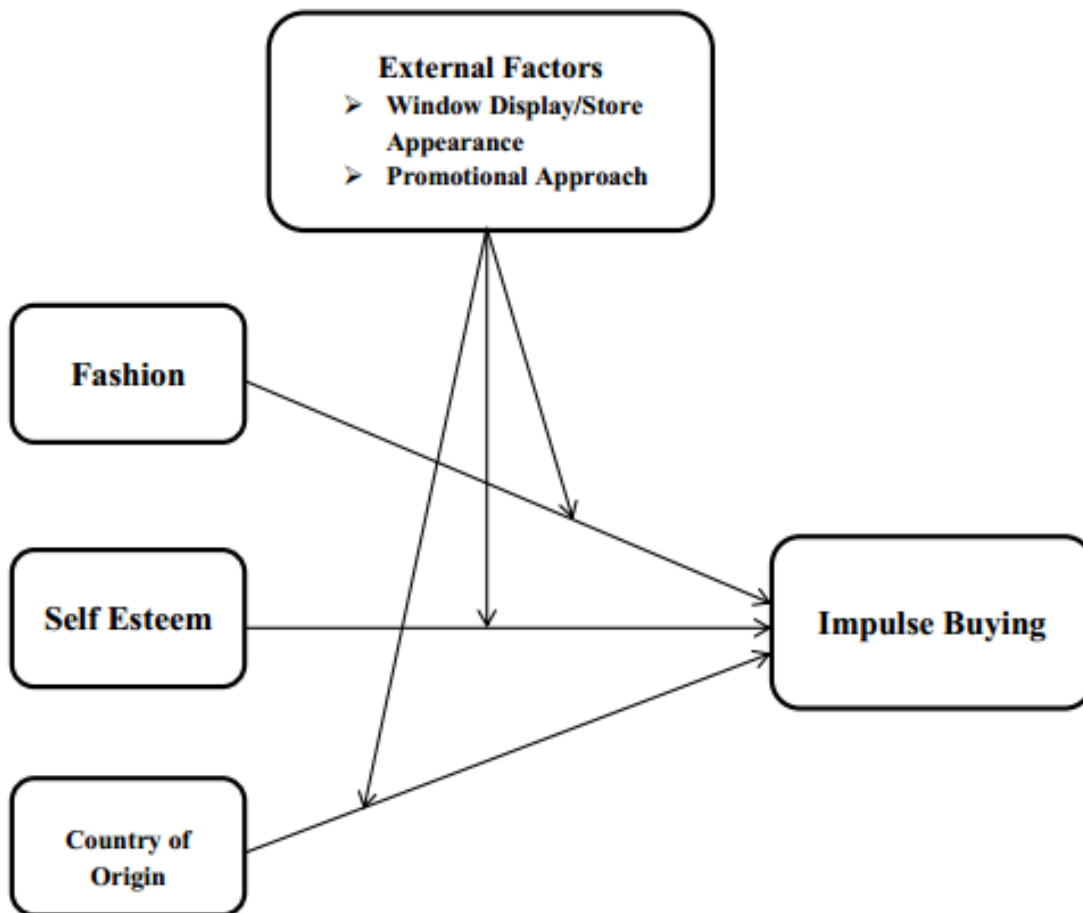 External Factors
➢ Window Display/Store
Appearance
➢ Promotional Approach
Fashion
Self Esteem
Impulse Buying
Country of
Origin